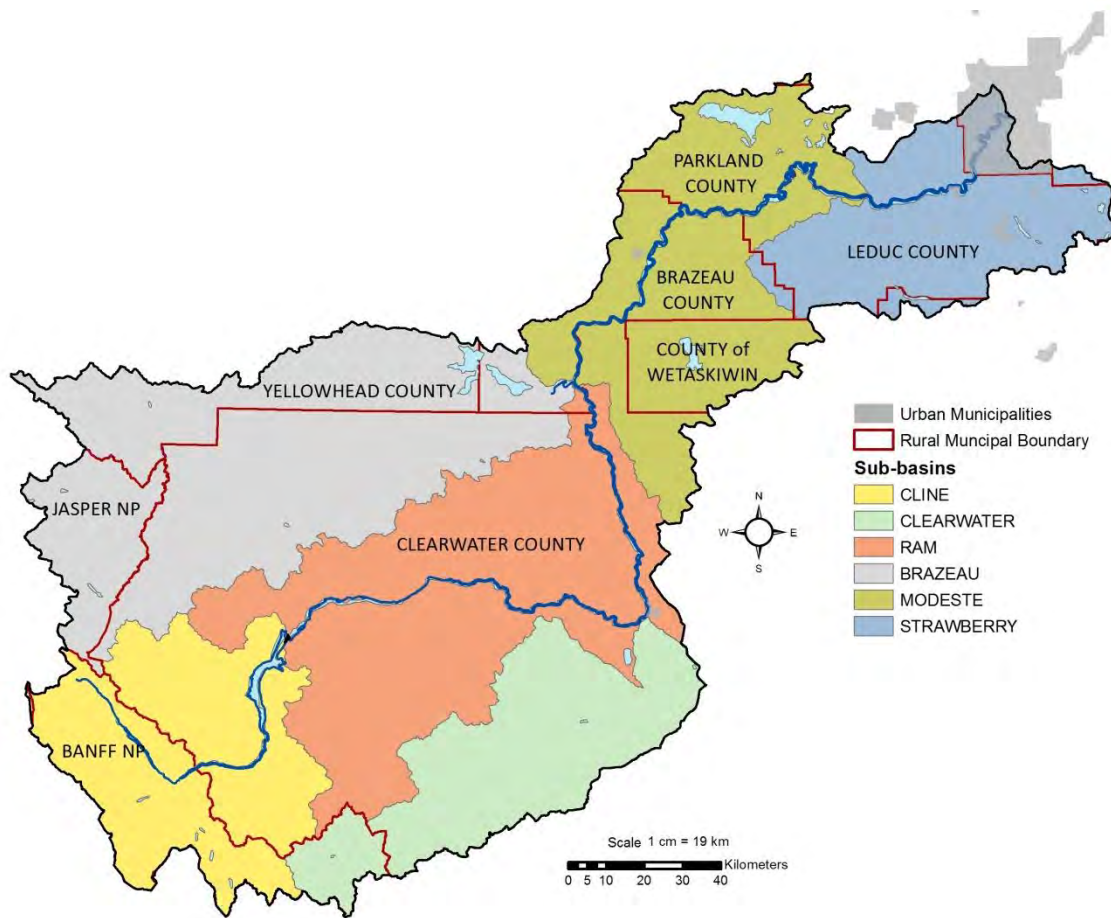 PARKLAND
COUNTY
LEDUC COUNTY
BRAZEAU
COUNTY
COUNTY of
WETASKIWIN
YELLOWHEAD COUNTY
JASPER NP
CLEARWATER COUNTY
BANFF NP
Urban Municipalities
Rural Muncipal Boundary
Sub-basins
CLINE
CLEARWATER
RAM
BRAZEAU
MODESTE
STRAWBERRY
N
W E
S
Scale 1 cm = 19 km
Kilometers
0 5 10 20 30 40